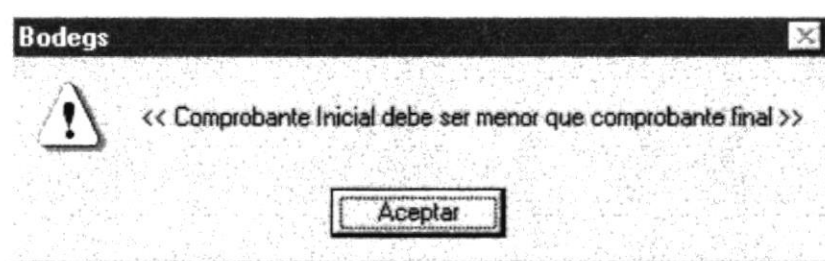 Bodegs
<< Comprobante Inicial debe ser menor que comprobante final >>
Aceptar